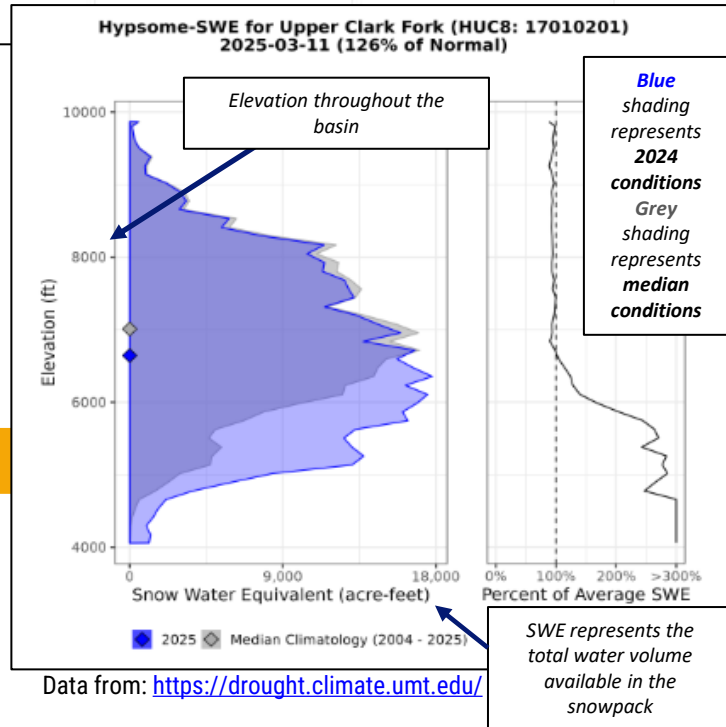 Hypsome-SWE for Upper Clark Fork (HUC8: 17010201)
2025-03-11 (126% of Normal)
Elevation throughout the
basin
Blue
shading
represents
2024
conditions
Grey
shading
represents
median
conditions
10000
8000
6000
4000
Elevation (ft)
0
9,000
18,000
Snow Water Equivalent (acre-feet)
0%
100%
200%
>300%
Percent of Average SWE
2025
Median Climatology (2004 - 2025)
SWE represents the
total water volume
available in the
snowpack
Data from: https://drought.climate.umt.edu/